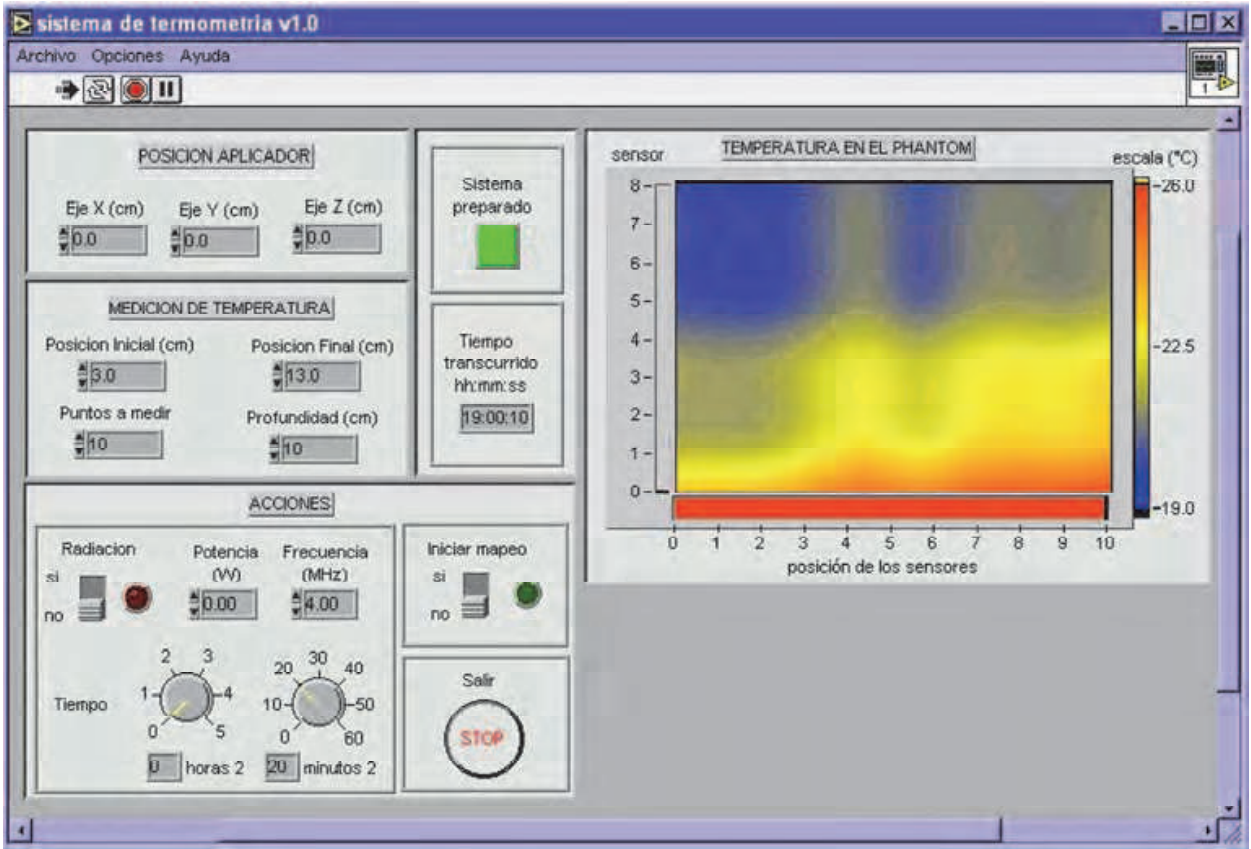 sistema de termometria v1.0
Archivo Opciones Ayuda
1
POSICION APLICADOR
Eje X (cm) Eje Y (cm) Eje Z (cm)
0.0 0.0 0.0
MEDICION DE TEMPERATURA
Posicion Inicial (cm) Posicion Final (cm)
3.0 13.0
Puntos a medir Profundidad (cm)
10 10
Sistema
preparado
Tiempo
transcurrido
hh:mm:ss
19:00:10
ACCIONES
Radiacion Potencia Frecuencia
(W) (MHz)
si
no
0.00 4.00
Tiempo
0 1 2 3 4 5
0 10 20 30 40 50 60
0 horas 2 20 minutos 2
Iniciar mapeo
si
no
Salir
STOP
sensor TEMPERATURA EN EL PHANTOM escala (°C)
8
7
6
5
4
3
2
1
0
26.0
22.5
19.0
0 1 2 3 4 5 6 7 8 9 10
posición de los sensores